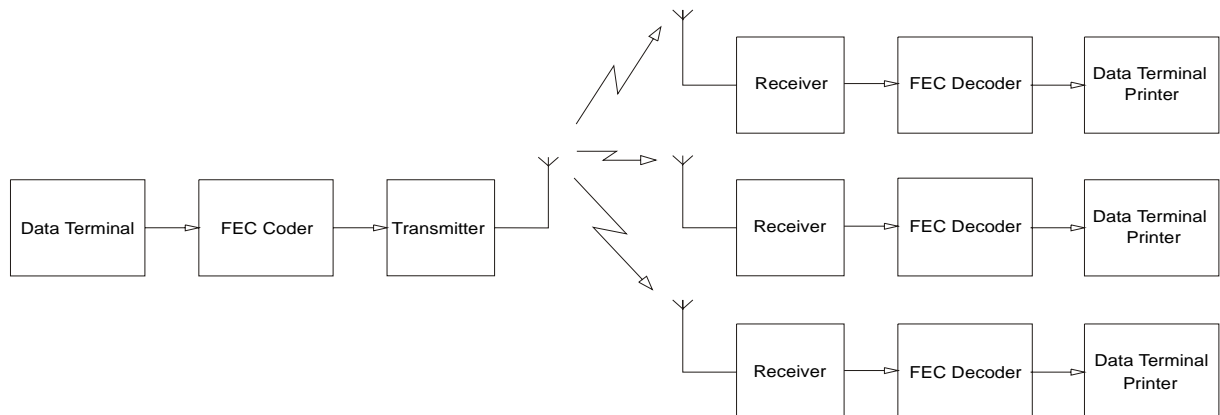 Receiver
FEC Decoder
Data Terminal
Printer
Data Terminal
FEC Coder
Transmitter
Receiver
FEC Decoder
Data Terminal
Printer
Receiver
FEC Decoder
Data Terminal
Printer